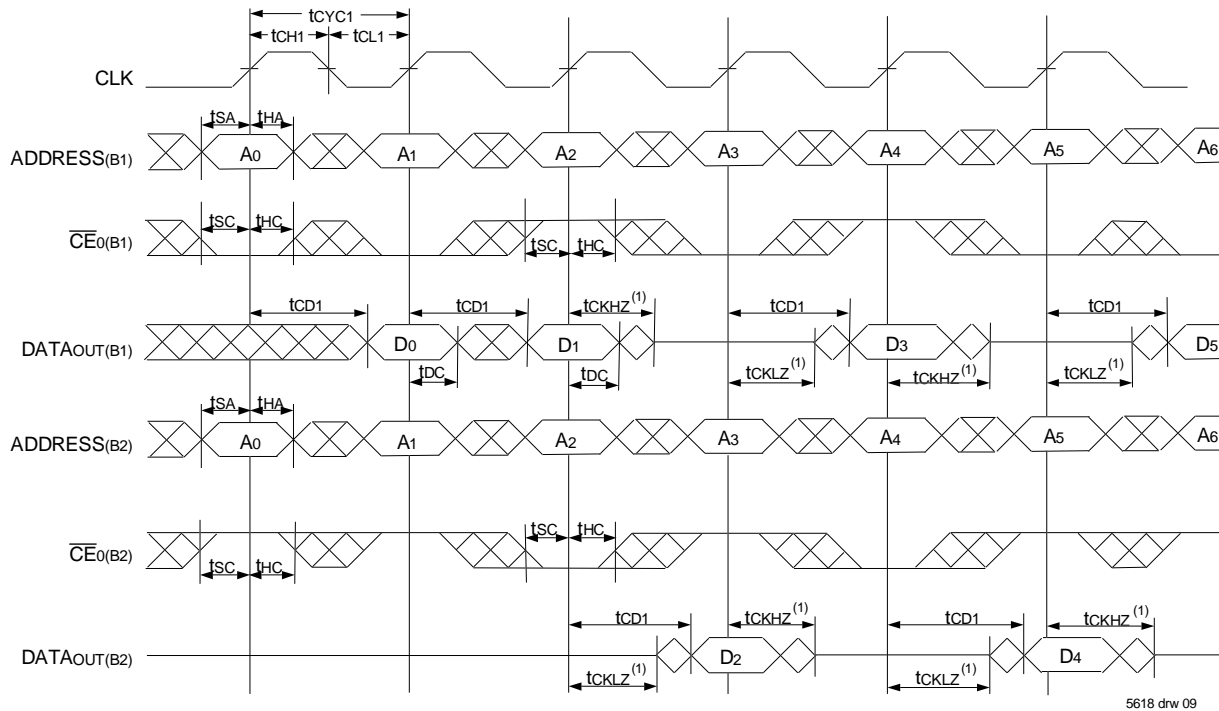 tCYC1
tCH1 tCL1
CLK
tSA tHA
ADDRESS(B1) A0 A1 A2 A3 A4 A5 A6
tSC tHC
CE0(B1) tSC tHC
tCD1 tCD1 tCKHZ(1) tCD1 tCD1
DATAOUT(B1) D0 D1 D3 D5
tDC tDC tCKLZ(1) tCKHZ(1) tCKLZ(1)
tSA tHA
ADDRESS(B2) A0 A1 A2 A3 A4 A5 A6
tSC tHC
CE0(B2)
tSC tHC
tCD1 tCKHZ(1) tCD1 tCKHZ(1)
DATAOUT(B2) D2 D4
tCKLZ(1) tCKLZ(1)
5618 drw 09